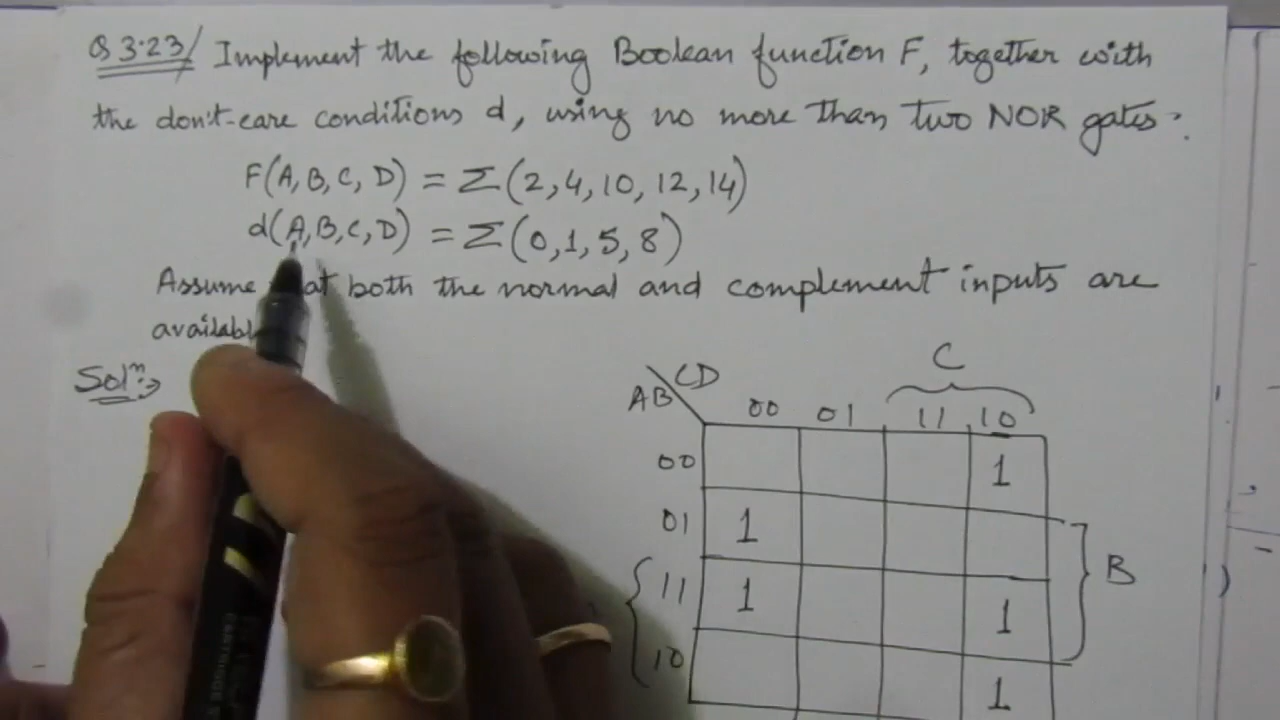 Q 3.23/ Implement the following Boolean function F, together with
the don't-care conditions d, using no more than two NOR gates:
F(A, B, C, D) = Σ(2, 4, 10, 12, 14)
d(A, B, C, D) = Σ(0, 1, 5, 8)
Assume both the normal and complement inputs are
Solⁿ:→
C
AB CD
00 01 11 10
00 1
01 1
11 1 1
B
10 1